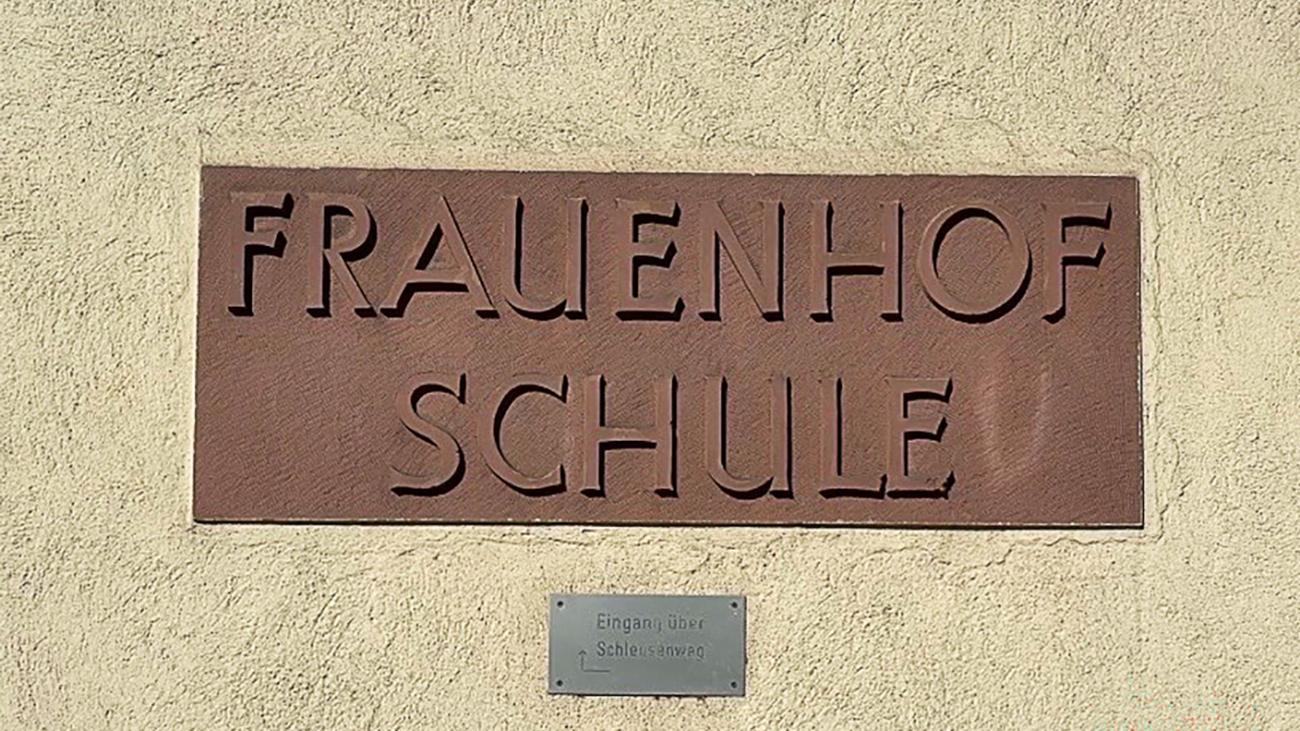 FRAUENHOF
SCHULE
Eingang über
Schleusenweg